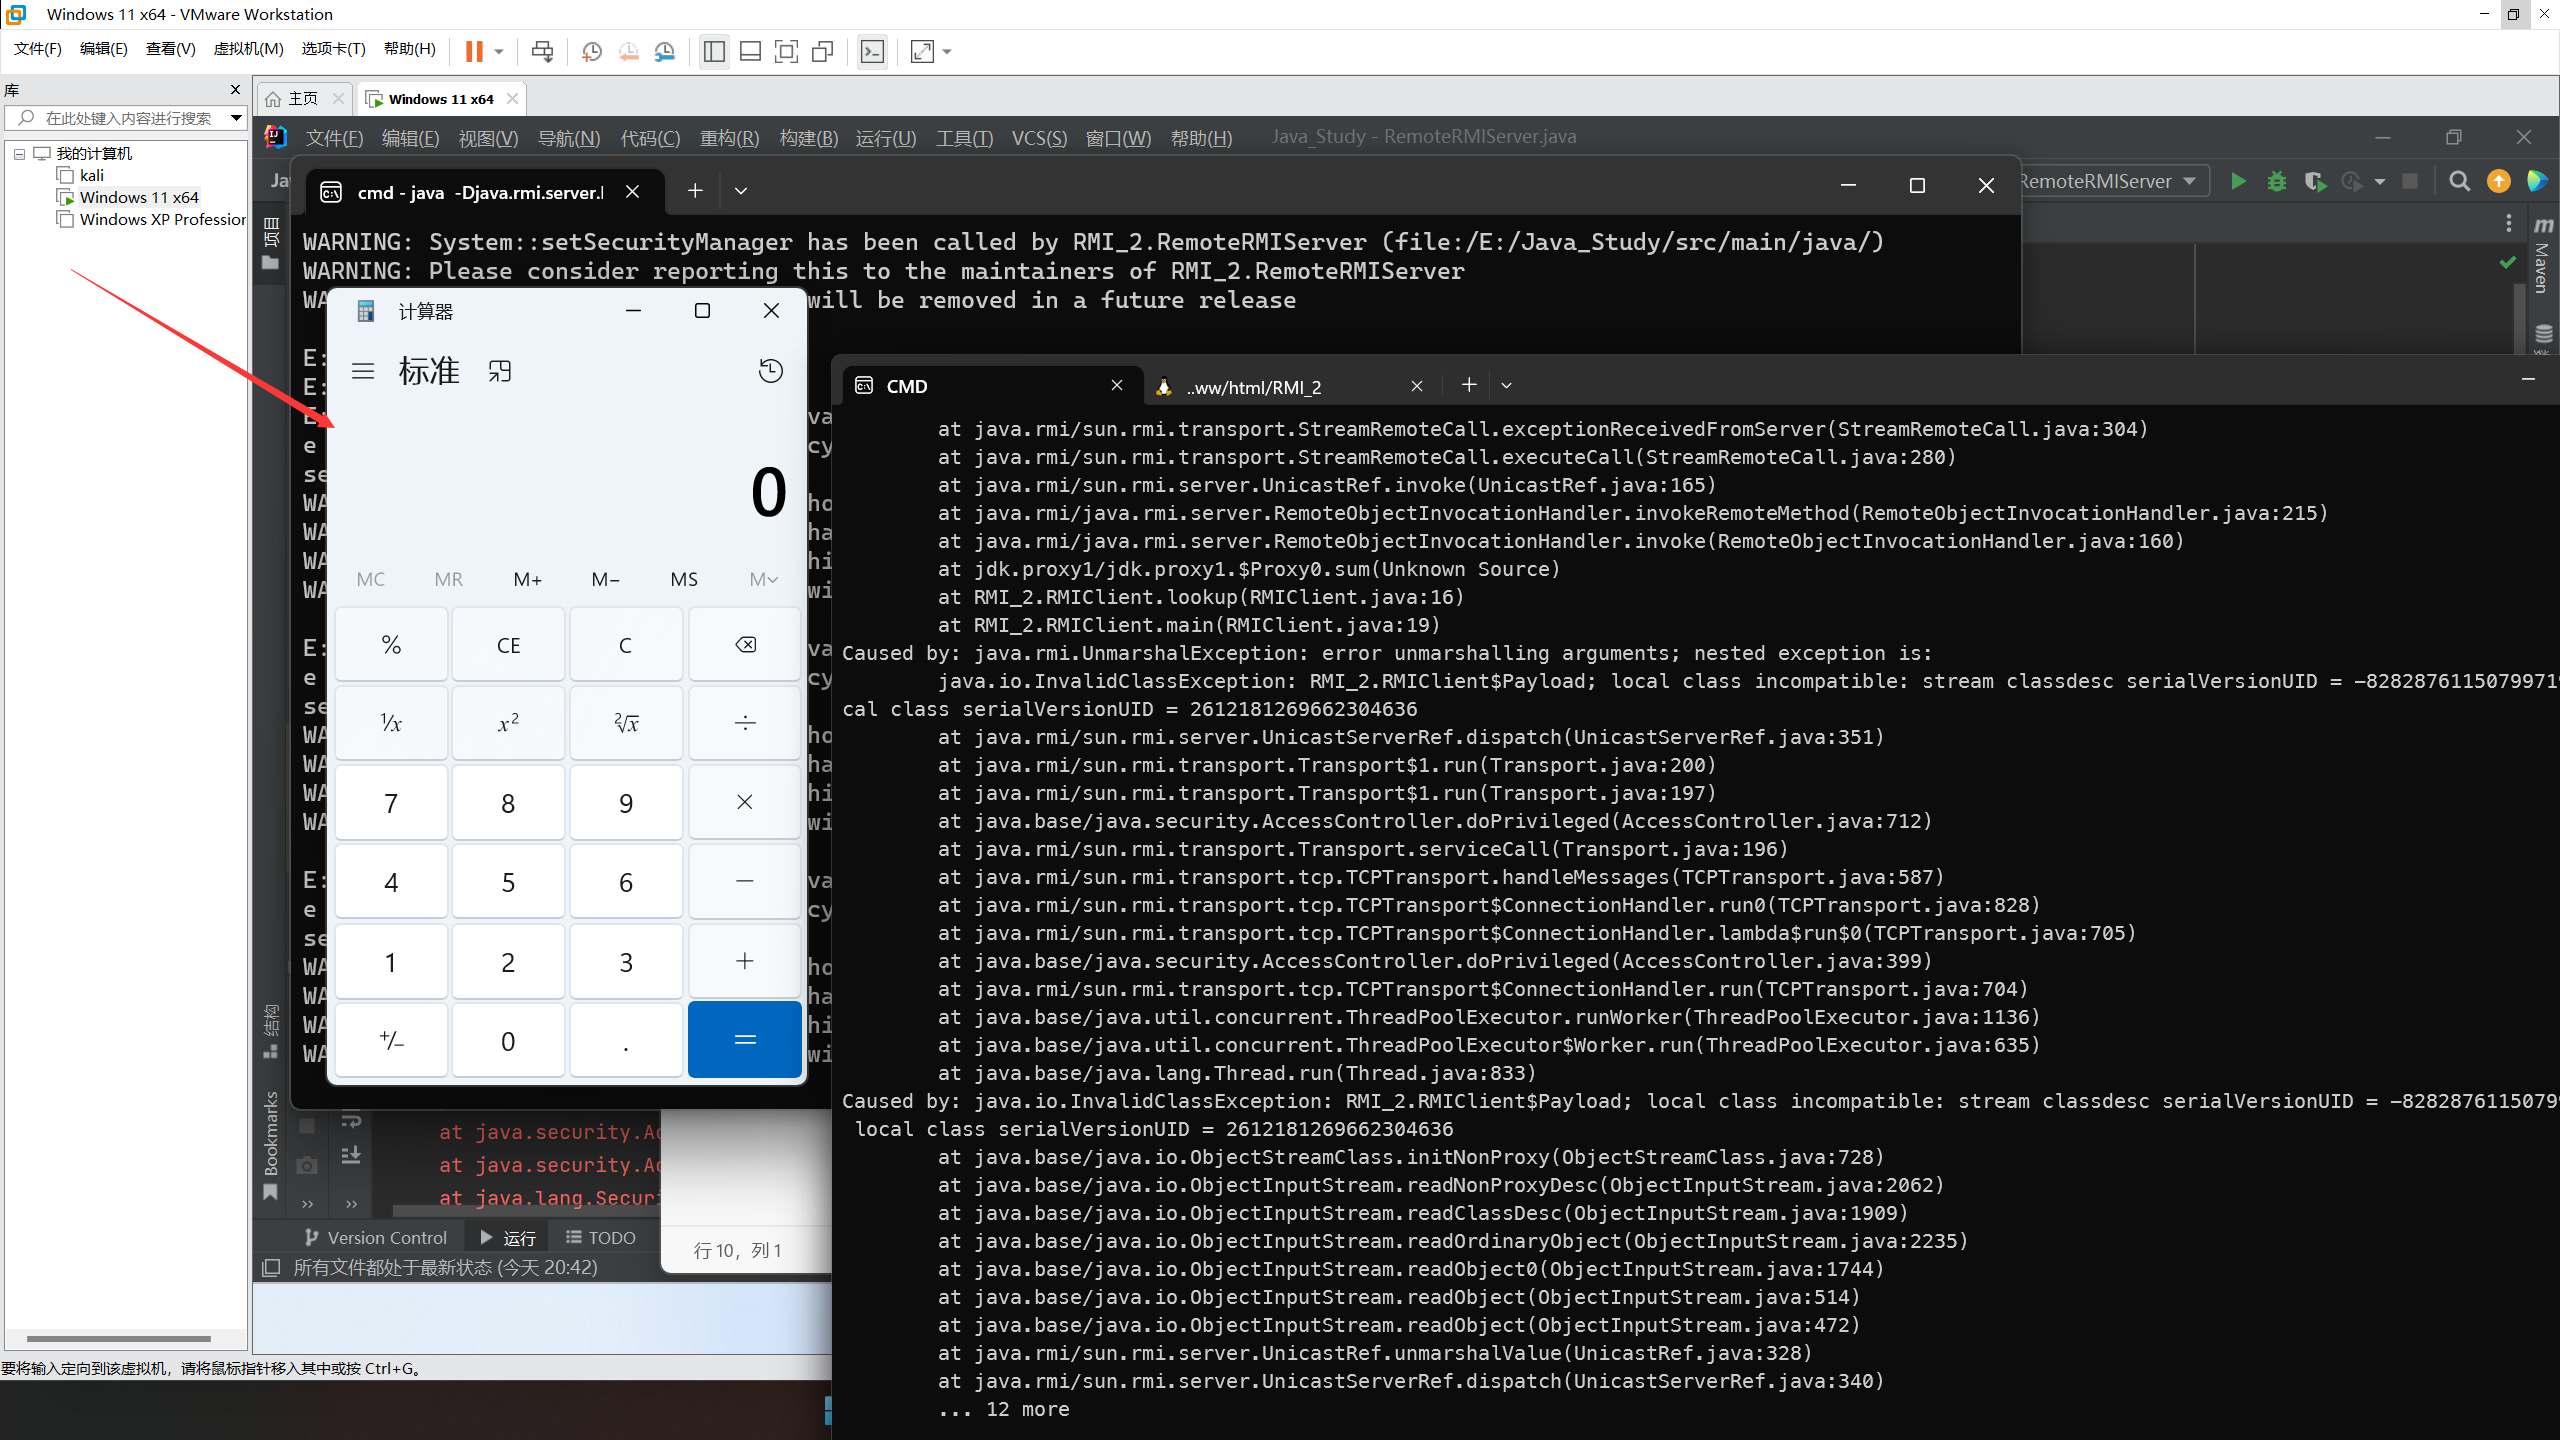 Windows 11 x64 - VMware Workstation
文件(F) 编辑(E) 查看(V) 虚拟机(M) 选项卡(T) 帮助(H)
库
在此处键入内容进行搜索
我的计算机
kali
Windows 11 x64
Windows XP Profession
主页
Windows 11 x64
文件(F) 编辑(E) 视图(V) 导航(N) 代码(C) 重构(R) 构建(B) 运行(U) 工具(T) VCS(S) 窗口(W) 帮助(H) Java_Study - RemoteRMIServer.java
RemoteRMIServer
项目
Maven
cmd - java -Djava.rmi.server.
WARNING: System::setSecurityManager has been called by RMI_2.RemoteRMIServer (file:/E:/Java_Study/src/main/java/)
WARNING: Please consider reporting this to the maintainers of RMI_2.RemoteRMIServer
WA will be removed in a future release
计算器
标准
0
MC MR M+ M− MS M
% CE C
¹/x x² ²√x ÷
7 8 9 ×
4 5 6 −
1 2 3 +
+/− 0 . =
CMD
..ww/html/RMI_2
at java.rmi/sun.rmi.transport.StreamRemoteCall.exceptionReceivedFromServer(StreamRemoteCall.java:304)
at java.rmi/sun.rmi.transport.StreamRemoteCall.executeCall(StreamRemoteCall.java:280)
at java.rmi/sun.rmi.server.UnicastRef.invoke(UnicastRef.java:165)
at java.rmi/java.rmi.server.RemoteObjectInvocationHandler.invokeRemoteMethod(RemoteObjectInvocationHandler.java:215)
at java.rmi/java.rmi.server.RemoteObjectInvocationHandler.invoke(RemoteObjectInvocationHandler.java:160)
at jdk.proxy1/jdk.proxy1.$Proxy0.sum(Unknown Source)
at RMI_2.RMIClient.lookup(RMIClient.java:16)
at RMI_2.RMIClient.main(RMIClient.java:19)
Caused by: java.rmi.UnmarshalException: error unmarshalling arguments; nested exception is:
java.io.InvalidClassException: RMI_2.RMIClient$Payload; local class incompatible: stream classdesc serialVersionUID = -828287611507997
cal class serialVersionUID = 2612181269662304636
at java.rmi/sun.rmi.server.UnicastServerRef.dispatch(UnicastServerRef.java:351)
at java.rmi/sun.rmi.transport.Transport$1.run(Transport.java:200)
at java.rmi/sun.rmi.transport.Transport$1.run(Transport.java:197)
at java.base/java.security.AccessController.doPrivileged(AccessController.java:712)
at java.rmi/sun.rmi.transport.Transport.serviceCall(Transport.java:196)
at java.rmi/sun.rmi.transport.tcp.TCPTransport.handleMessages(TCPTransport.java:587)
at java.rmi/sun.rmi.transport.tcp.TCPTransport$ConnectionHandler.run0(TCPTransport.java:828)
at java.rmi/sun.rmi.transport.tcp.TCPTransport$ConnectionHandler.lambda$run$0(TCPTransport.java:705)
at java.base/java.security.AccessController.doPrivileged(AccessController.java:399)
at java.rmi/sun.rmi.transport.tcp.TCPTransport$ConnectionHandler.run(TCPTransport.java:704)
at java.base/java.util.concurrent.ThreadPoolExecutor.runWorker(ThreadPoolExecutor.java:1136)
at java.base/java.util.concurrent.ThreadPoolExecutor$Worker.run(ThreadPoolExecutor.java:635)
at java.base/java.lang.Thread.run(Thread.java:833)
Caused by: java.io.InvalidClassException: RMI_2.RMIClient$Payload; local class incompatible: stream classdesc serialVersionUID = -8282876115079
local class serialVersionUID = 2612181269662304636
at java.base/java.io.ObjectStreamClass.initNonProxy(ObjectStreamClass.java:728)
at java.base/java.io.ObjectInputStream.readNonProxyDesc(ObjectInputStream.java:2062)
at java.base/java.io.ObjectInputStream.readClassDesc(ObjectInputStream.java:1909)
at java.base/java.io.ObjectInputStream.readOrdinaryObject(ObjectInputStream.java:2235)
at java.base/java.io.ObjectInputStream.readObject0(ObjectInputStream.java:1744)
at java.base/java.io.ObjectInputStream.readObject(ObjectInputStream.java:514)
at java.base/java.io.ObjectInputStream.readObject(ObjectInputStream.java:472)
at java.rmi/sun.rmi.server.UnicastRef.unmarshalValue(UnicastRef.java:328)
at java.rmi/sun.rmi.server.UnicastServerRef.dispatch(UnicastServerRef.java:340)
... 12 more
结构
Bookmarks
at java.security.Ac
at java.security.Ac
at java.lang.Securi
Version Control 运行 TODO
行 10，列 1
所有文件都处于最新状态 (今天 20:42)
要将输入定向到该虚拟机，请将鼠标指针移入其中或按 Ctrl+G。